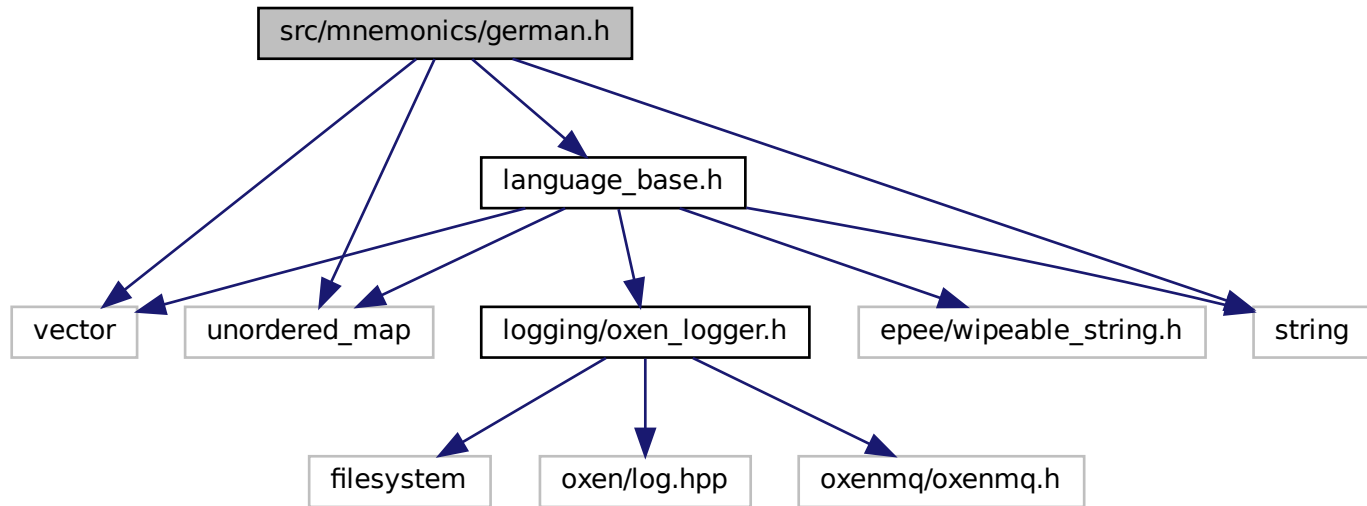 src/mnemonics/german.h
language_base.h
vector
unordered_map
logging/oxen_logger.h
epee/wipeable_string.h
string
filesystem
oxen/log.hpp
oxenmq/oxenmq.h